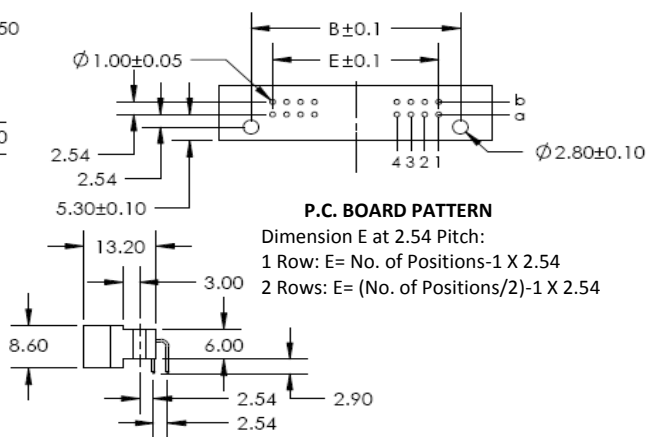 50
B±0.1
Ø1.00±0.05
E±0.1
b
a
0
2.54
2.54
4 3 2 1
Ø2.80±0.10
5.30±0.10
P.C. BOARD PATTERN
13.20
Dimension E at 2.54 Pitch:
1 Row: E= No. of Positions-1 X 2.54
3.00
2 Rows: E= (No. of Positions/2)-1 X 2.54
8.60
6.00
2.54
2.90
2.54